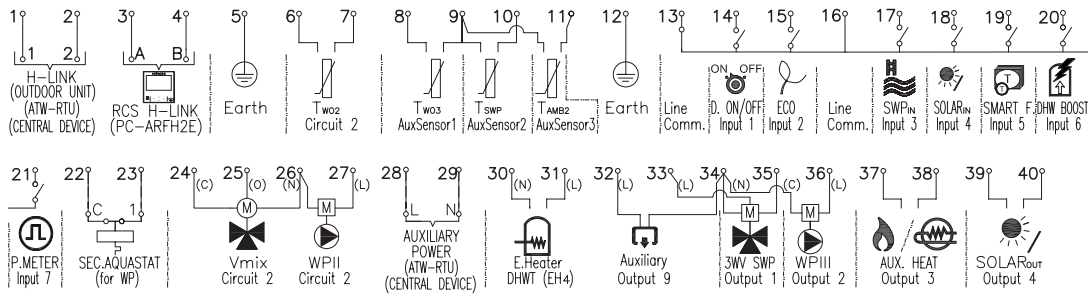 1 2 3 4 5 6 7 8 9 10 11 12 13 14 15 16 17 18 19 20
1 2 A B
H-LINK
(OUTDOOR UNIT)
(ATW-RTU)
(CENTRAL DEVICE)
RCS H-LINK
(PC-ARFH2E)
Earth
TWO2
Circuit 2
TWO3
AuxSensor1
TSWP
AuxSensor2
TAMB2
AuxSensor3
Earth
Line
Comm.
ON OFF
D. ON/OFF
Input 1
ECO
Input 2
Line
Comm.
SWPIN
Input 3
SOLARIN
Input 4
T
SMART F.
Input 5
DHW BOOST
Input 6
21 22 23 24 25 26 27 28 29 30 31 32 33 34 35 36 37 38 39 40
(C) (O) (N) (L) (N) (L) (L) (L) (N) (C) (L)
C 1 M M L N M M
P.METER
Input 7
SEC.AQUASTAT
(for WP)
Vmix
Circuit 2
WPII
Circuit 2
AUXILIARY
POWER
(ATW-RTU)
(CENTRAL DEVICE)
E.Heater
DHWT (EH4)
Auxiliary
Output 9
3WV SWP
Output 1
WPIII
Output 2
AUX. HEAT
Output 3
SOLAROUT
Output 4